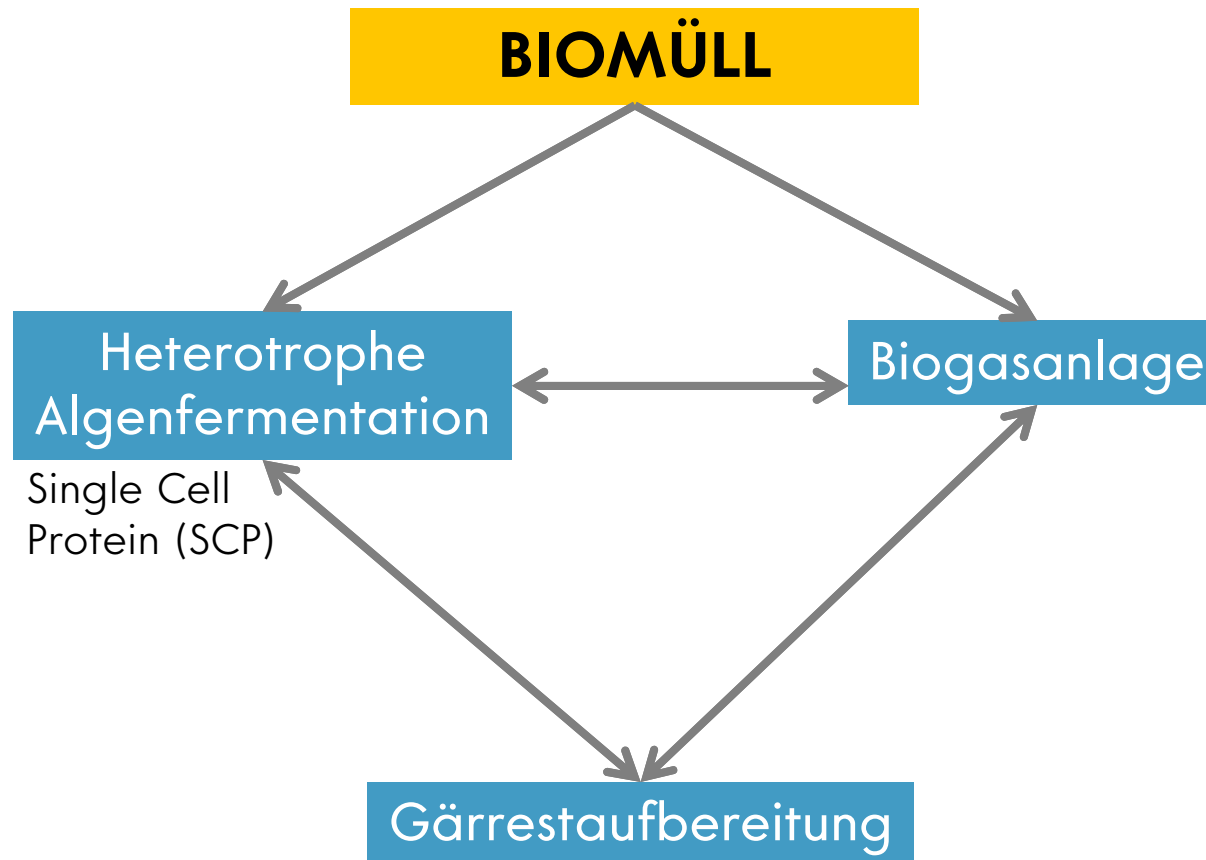 BIOMÜLL
Heterotrophe
Algenfermentation
Biogasanlage
Single Cell
Protein (SCP)
Gärrestaufbereitung